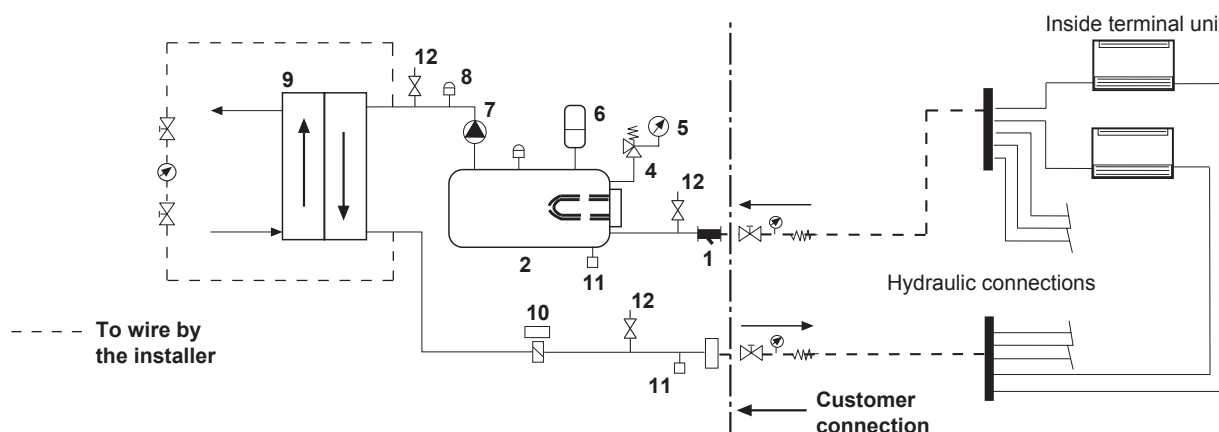 Inside terminal uni
12
8
9
7
6
5
4
12
2
11
1
Hydraulic connections
12
10
To wire by
the installer
11
Customer
connection